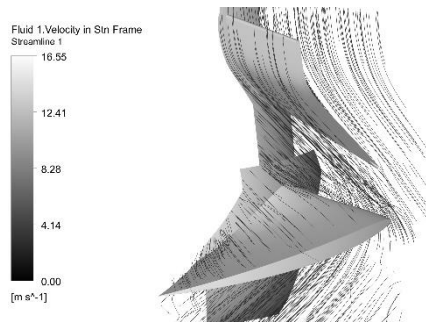 Fluid 1.Velocity in Stn Frame
Streamline 1
16.55
12.41
8.28
4.14
0.00
[m s^-1]